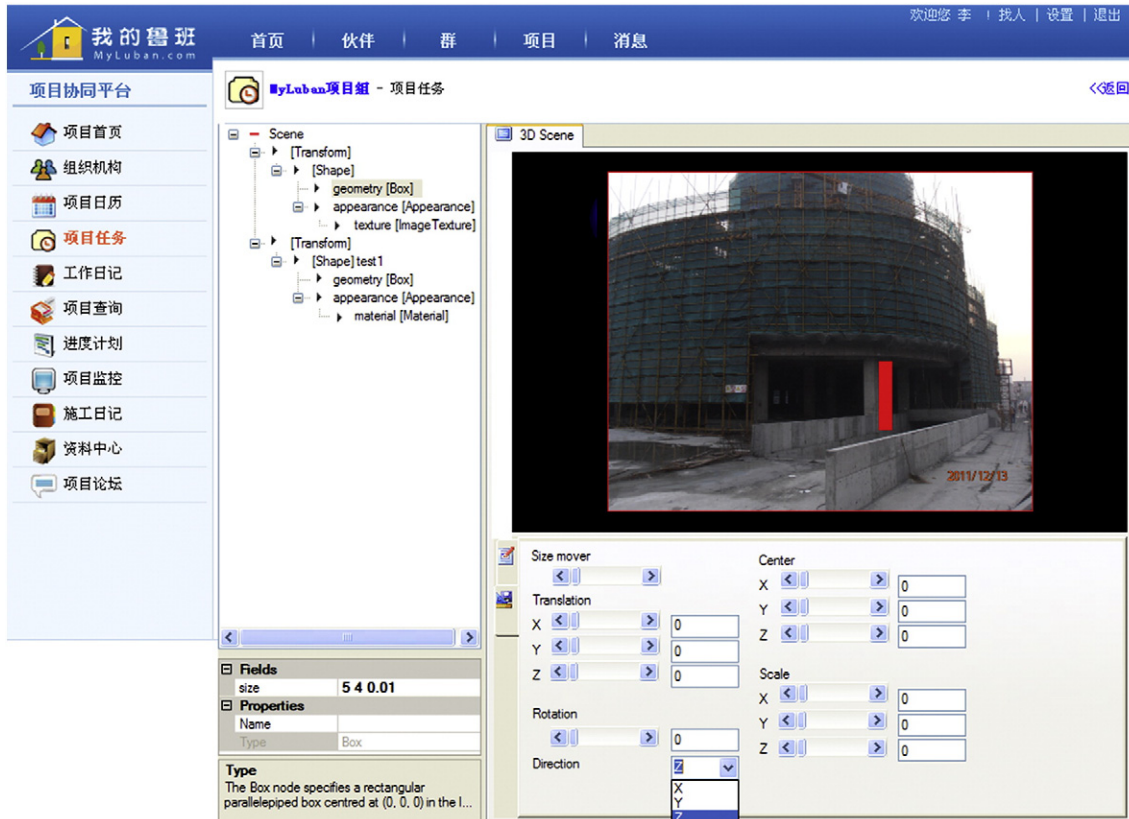 欢迎您 李 ! 找人 | 设置 | 退出
我的鲁班
MyLuban.com
首页 | 伙伴 | 群 | 项目 | 消息
项目协同平台
项目首页
组织机构
项目日历
项目任务
工作日记
项目查询
进度计划
项目监控
施工日记
资料中心
项目论坛
MyLuban项目组 - 项目任务
<<返回
Scene
[Transform]
[Shape]
geometry [Box]
appearance [Appearance]
texture [ImageTexture]
[Transform]
[Shape] test1
geometry [Box]
appearance [Appearance]
material [Material]
Fields
size 5 4 0.01
Properties
Name
Type Box
Type
The Box node specifies a rectangular
parallelepiped box centred at (0, 0, 0) in the l...
3D Scene
2011/12/13
Size mover
Translation
X 0
Y 0
Z 0
Rotation
0
Direction Z
X
Y
Z
Center
X 0
Y 0
Z 0
Scale
X 0
Y 0
Z 0